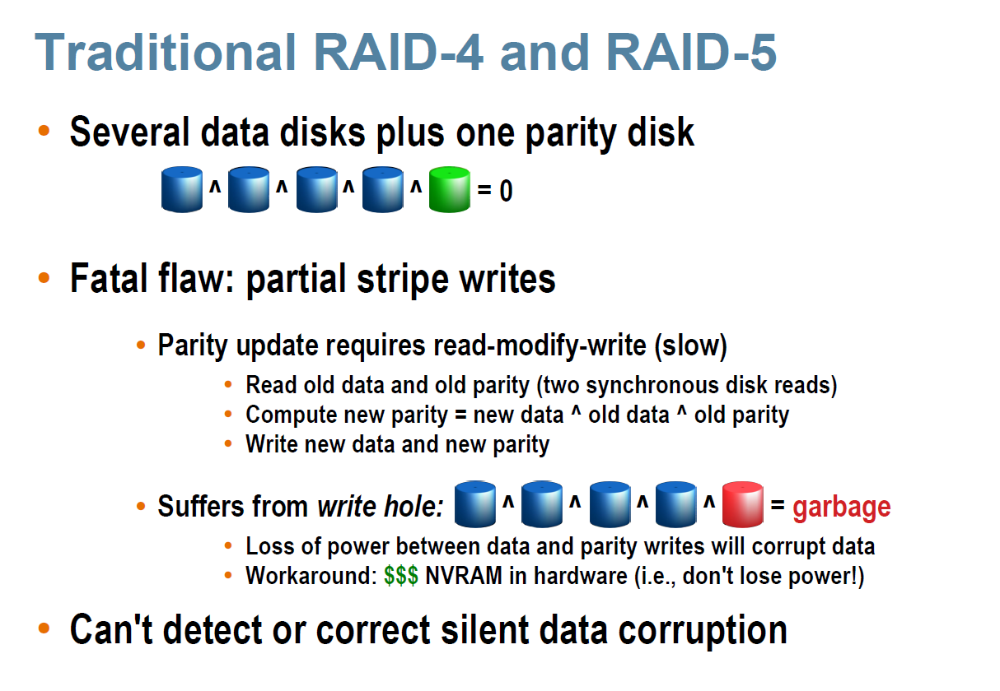 Traditional RAID-4 and RAID-5
• Several data disks plus one parity disk
^ ^ ^ ^ = 0
• Fatal flaw: partial stripe writes
• Parity update requires read-modify-write (slow)
• Read old data and old parity (two synchronous disk reads)
• Compute new parity = new data ^ old data ^ old parity
• Write new data and new parity
• Suffers from write hole: ^ ^ ^ ^ = garbage
• Loss of power between data and parity writes will corrupt data
• Workaround: $$$ NVRAM in hardware (i.e., don't lose power!)
• Can't detect or correct silent data corruption